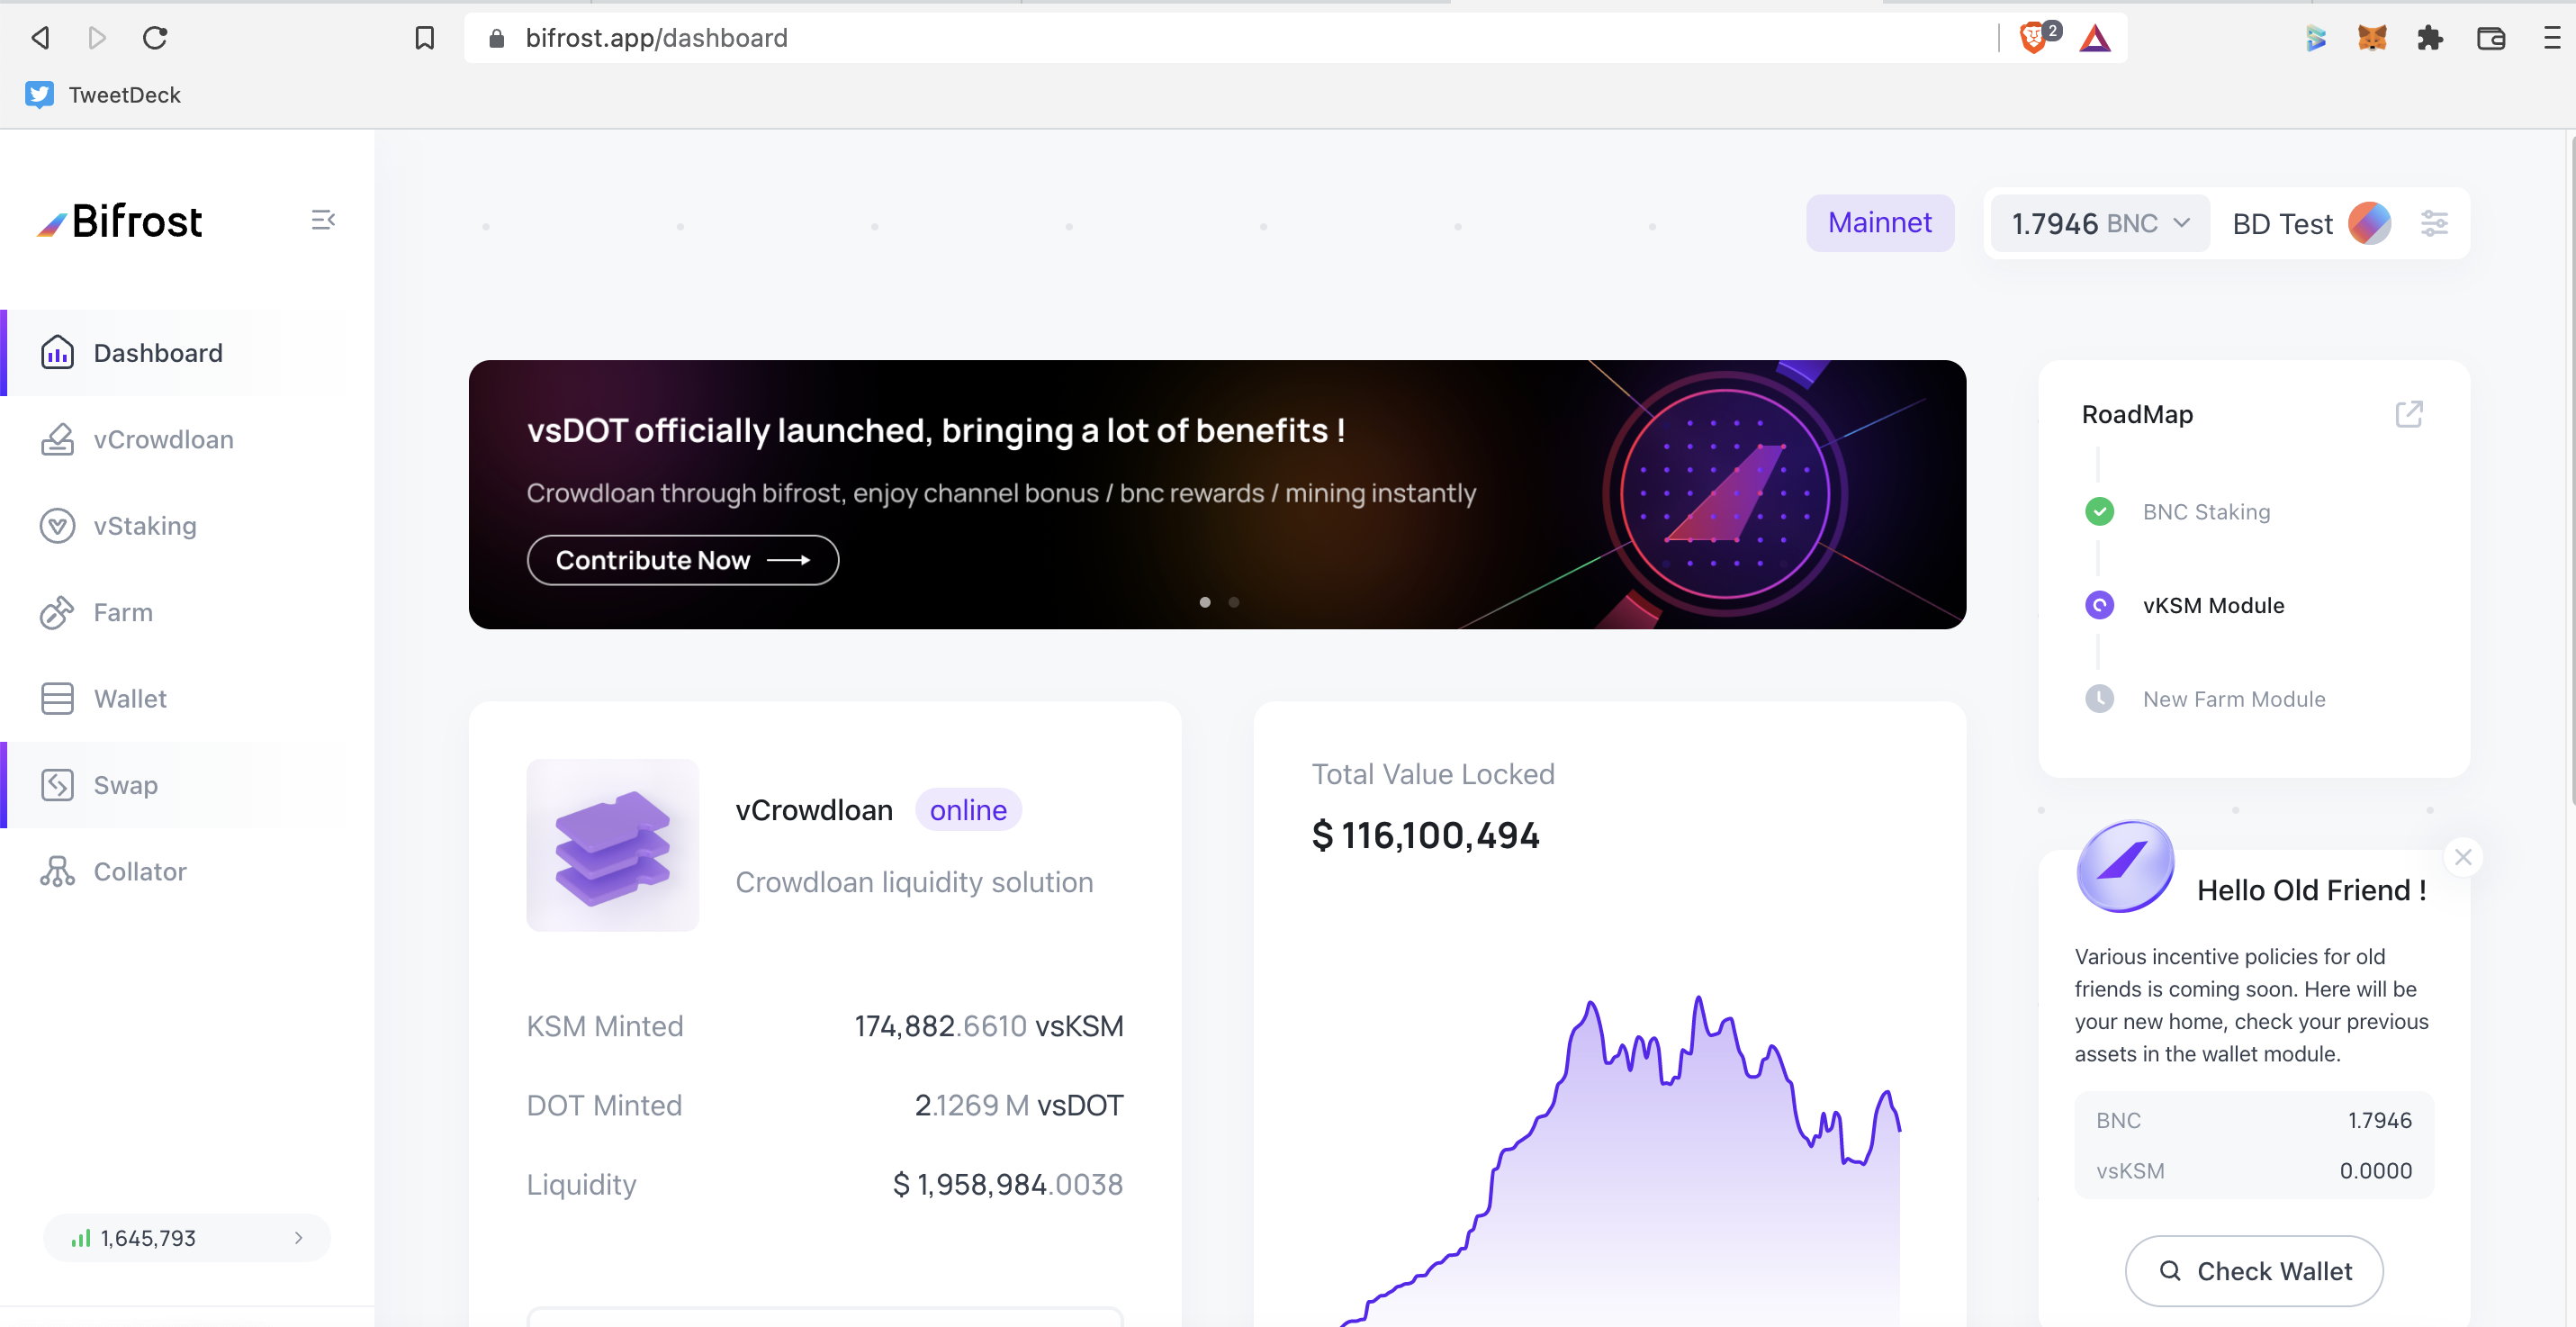 bifrost.app/dashboard
2
TweetDeck
Bifrost
Mainnet
1.7946 BNC
BD Test
Dashboard
vCrowdloan
vStaking
Farm
Wallet
Swap
Collator
1,645,793
vsDOT officially launched, bringing a lot of benefits !
Crowdloan through bifrost, enjoy channel bonus / bnc rewards / mining instantly
Contribute Now
vCrowdloan
online
Crowdloan liquidity solution
KSM Minted 174,882.6610 vsKSM
DOT Minted 2.1269 M vsDOT
Liquidity $ 1,958,984.0038
Total Value Locked
$ 116,100,494
RoadMap
BNC Staking
vKSM Module
New Farm Module
Hello Old Friend !
Various incentive policies for old
friends is coming soon. Here will be
your new home, check your previous
assets in the wallet module.
BNC 1.7946
vsKSM 0.0000
Check Wallet